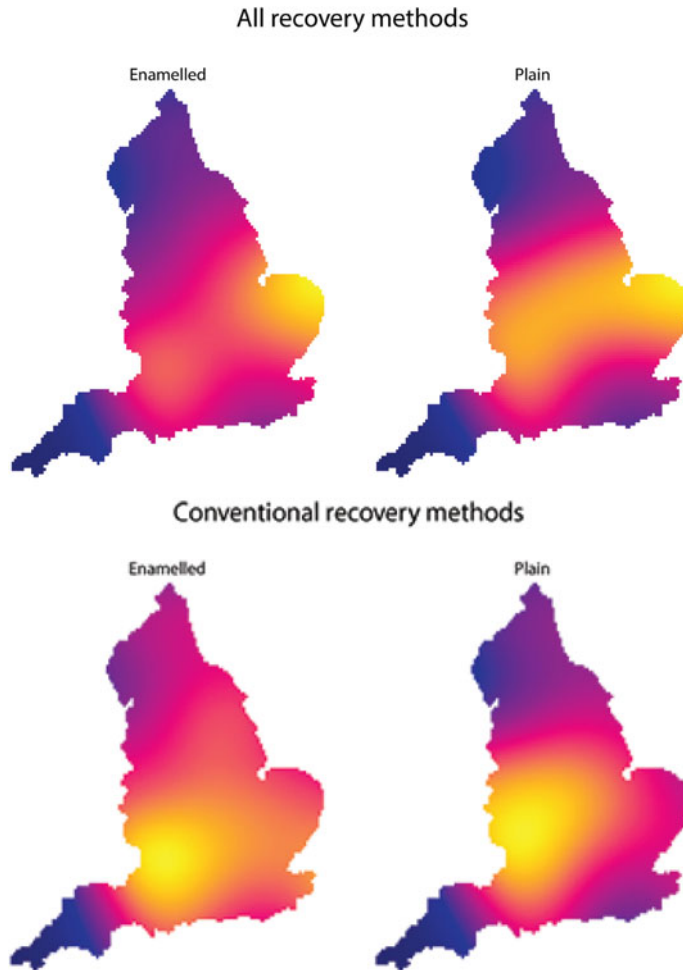 All recovery methods
Enamelled
Plain
Conventional recovery methods
Enamelled
Plain